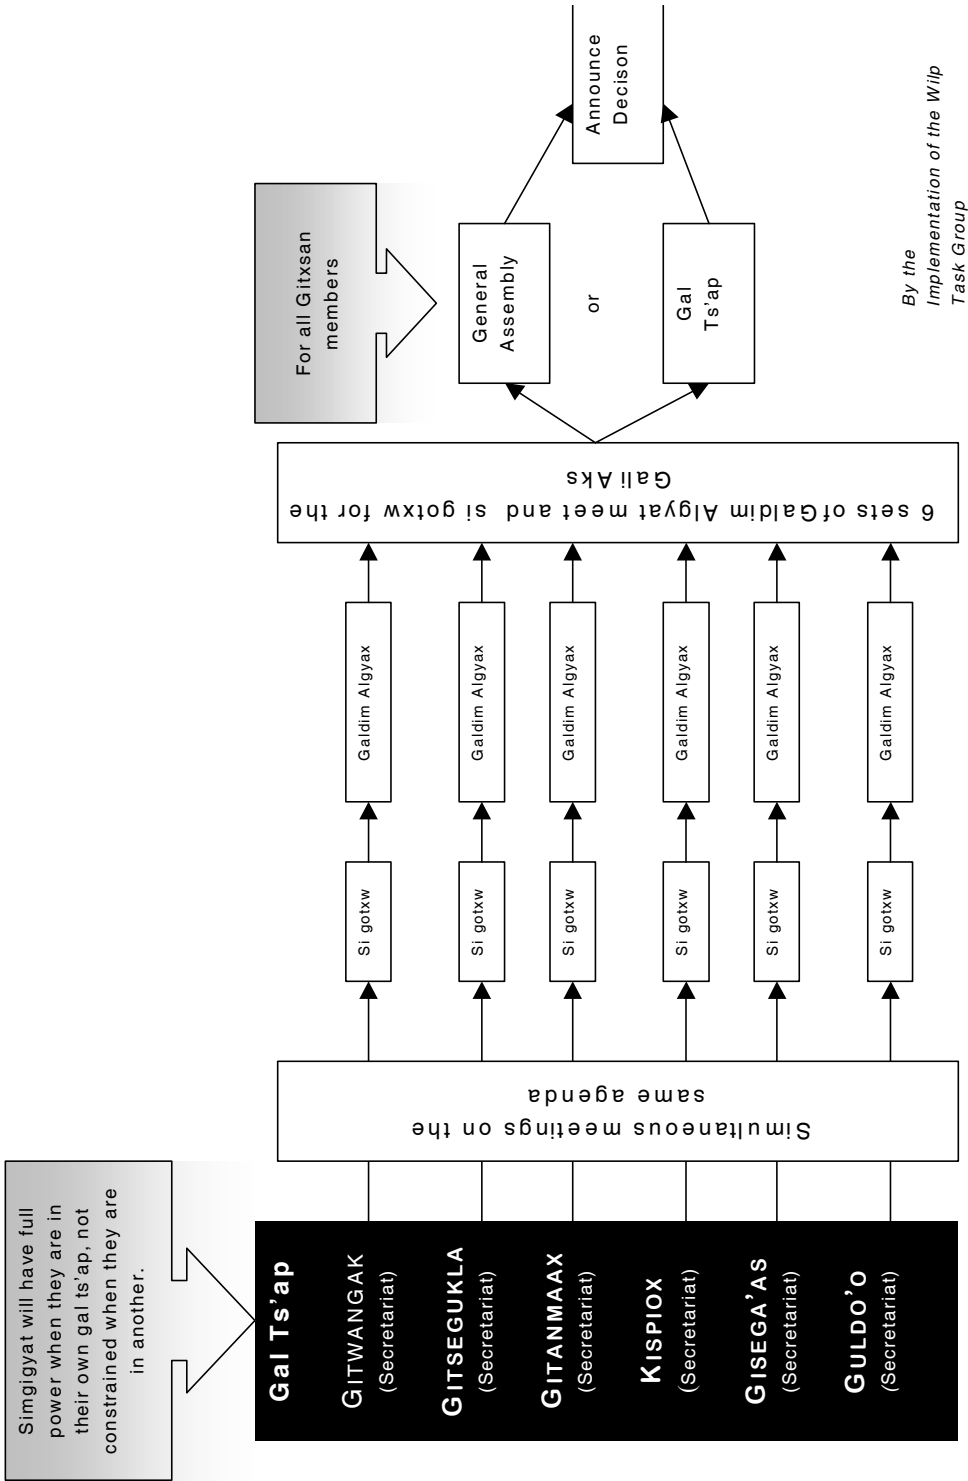 Simgigyat will have full
power when they are in
their own gal ts’ap, not
constrained when they are
in another.
For all Gitxsan
members
Gal Ts’ap
GITWANGAK
(Secretariat)
GITSEGUKLA
(Secretariat)
GITANMAAX
(Secretariat)
KISPIOX
(Secretariat)
GISEGA’AS
(Secretariat)
GULDO’O
(Secretariat)
Simultaneous meetings on the
same agenda
Si gotxw
Si gotxw
Si gotxw
Si gotxw
Si gotxw
Si gotxw
Galdim Algyax
Galdim Algyax
Galdim Algyax
Galdim Algyax
Galdim Algyax
Galdim Algyax
6 sets ofGaldim Algyat meet and si gotxw for the
Gali Aks
General
Assembly
or
Gal
Ts’ap
Announce
Decison
By the
Implementation of the Wilp
Task Group